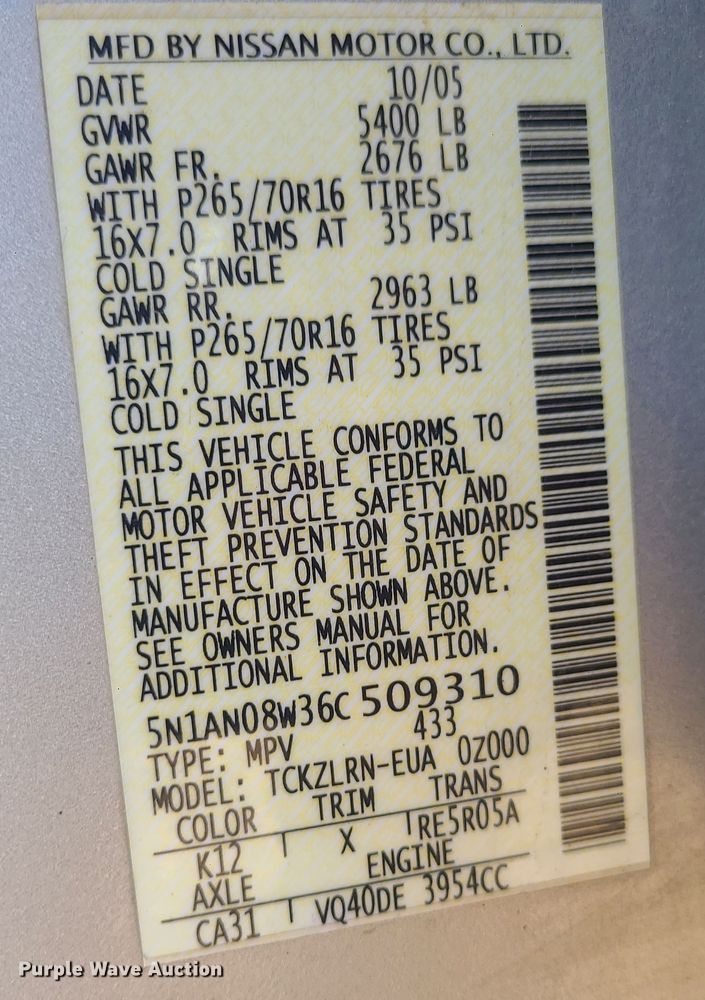 MFD BY NISSAN MOTOR CO., LTD.
DATE 10/05
GVWR 5400 LB
GAWR FR. 2676 LB
WITH P265/70R16 TIRES
16X7.0 RIMS AT 35 PSI
COLD SINGLE
GAWR RR. 2963 LB
WITH P265/70R16 TIRES
16X7.0 RIMS AT 35 PSI
COLD SINGLE
THIS VEHICLE CONFORMS TO
ALL APPLICABLE FEDERAL
MOTOR VEHICLE SAFETY AND
THEFT PREVENTION STANDARDS
IN EFFECT ON THE DATE OF
MANUFACTURE SHOWN ABOVE.
SEE OWNERS MANUAL FOR
ADDITIONAL INFORMATION.
5N1AN08W36C509310
TYPE: MPV 433
MODEL: TCKZLRN-EUA 0Z000
COLOR TRIM TRANS
K12 X RE5R05A
AXLE ENGINE
CA31 VQ40DE 3954CC
Purple Wave Auction